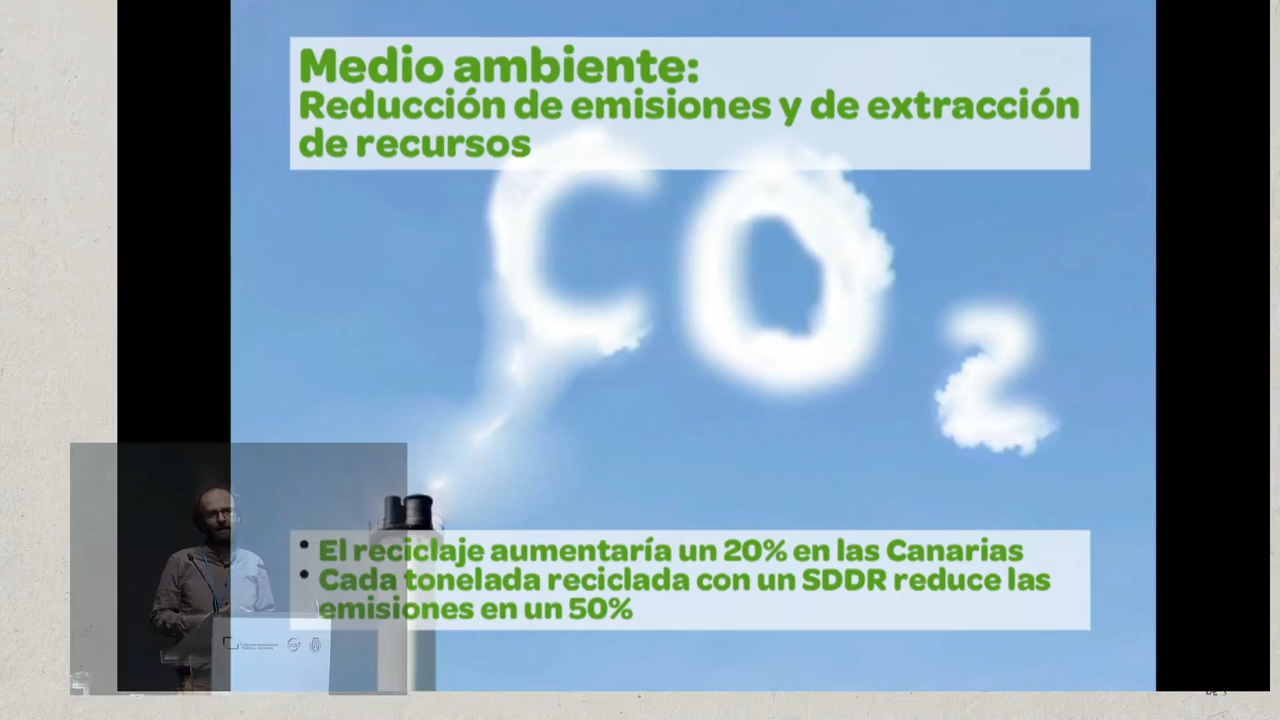 Medio ambiente:
Reducción de emisiones y de extracción
de recursos
CO2
• El reciclaje aumentaría un 20% en las Canarias
• Cada tonelada reciclada con un SDDR reduce las
emisiones en un 50%